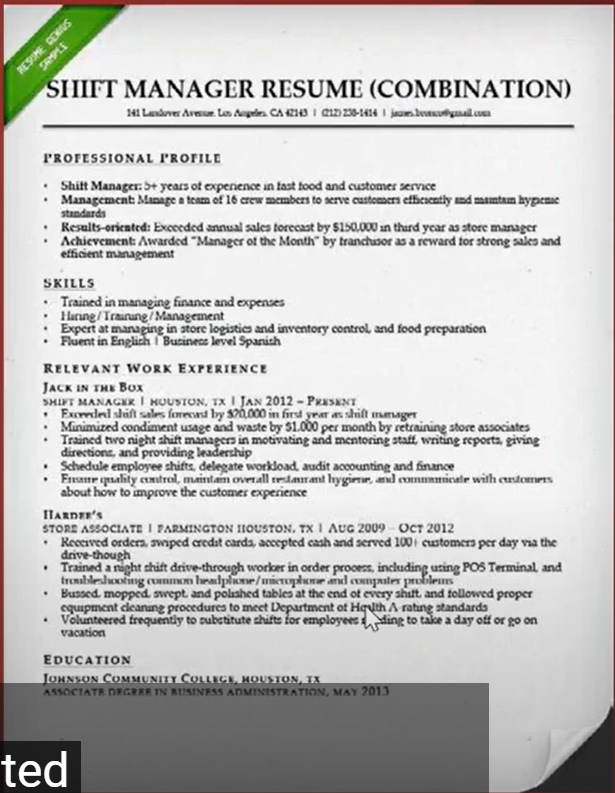 RESUME GENIUS
SAMPLE
SHIFT MANAGER RESUME (COMBINATION)
141 Landover Avenue. Los Angeles, CA 42143 | (212) 238-1414 | james.bronco@gmail.com
PROFESSIONAL PROFILE
• Shift Manager: 5+ years of experience in fast food and customer service
• Management: Manage a team of 16 crew members to serve customers efficiently and maintain hygienic
standards
• Results-oriented: Exceeded annual sales forecast by $150,000 in third year as store manager
• Achievement: Awarded "Manager of the Month" by franchisor as a reward for strong sales and
efficient management
SKILLS
• Trained in managing finance and expenses
• Hiring/Training/Management
• Expert at managing in-store logistics and inventory control, and food preparation
• Fluent in English | Business level Spanish
RELEVANT WORK EXPERIENCE
JACK IN THE BOX
SHIFT MANAGER | HOUSTON, TX | JAN 2012 – PRESENT
• Exceeded shift sales forecast by $20,000 in first year as shift manager
• Minimized condiment usage and waste by $1,000 per month by retraining store associates
• Trained two night shift managers in motivating and mentoring staff, writing reports, giving
directions, and providing leadership
• Schedule employee shifts, delegate workload, audit accounting and finance
• Ensure quality control, maintain overall restaurant hygiene, and communicate with customers
about how to improve the customer experience
HARDEE'S
STORE ASSOCIATE | FARMINGTON HOUSTON, TX | AUG 2009 – OCT 2012
• Received orders, swiped credit cards, accepted cash and served 100+ customers per day via the
drive-though
• Trained a night shift drive-through worker in order process, including using POS Terminal, and
troubleshooting common headphone/microphone and computer problems
• Bussed, mopped, swept, and polished tables at the end of every shift, and followed proper
equipment cleaning procedures to meet Department of Health A-rating standards
• Volunteered frequently to substitute shifts for employees to take a day off or go on
vacation
EDUCATION
JOHNSON COMMUNITY COLLEGE, HOUSTON, TX
ASSOCIATE DEGREE IN BUSINESS ADMINISTRATION, MAY 2013
ted